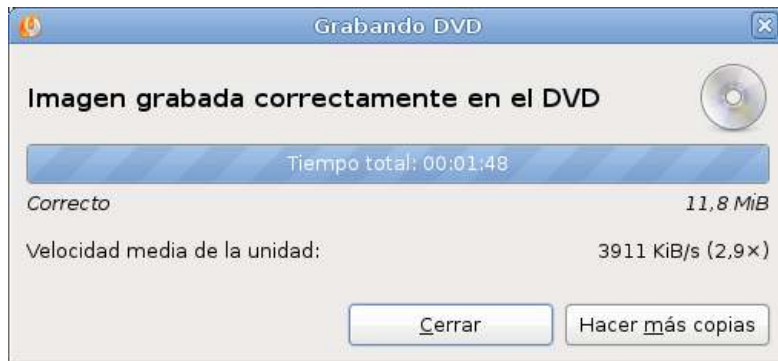 Grabando DVD
Imagen grabada correctamente en el DVD
Tiempo total: 00:01:48
Correcto 11,8 MiB
Velocidad media de la unidad: 3911 KiB/s (2,9×)
Cerrar Hacer más copias